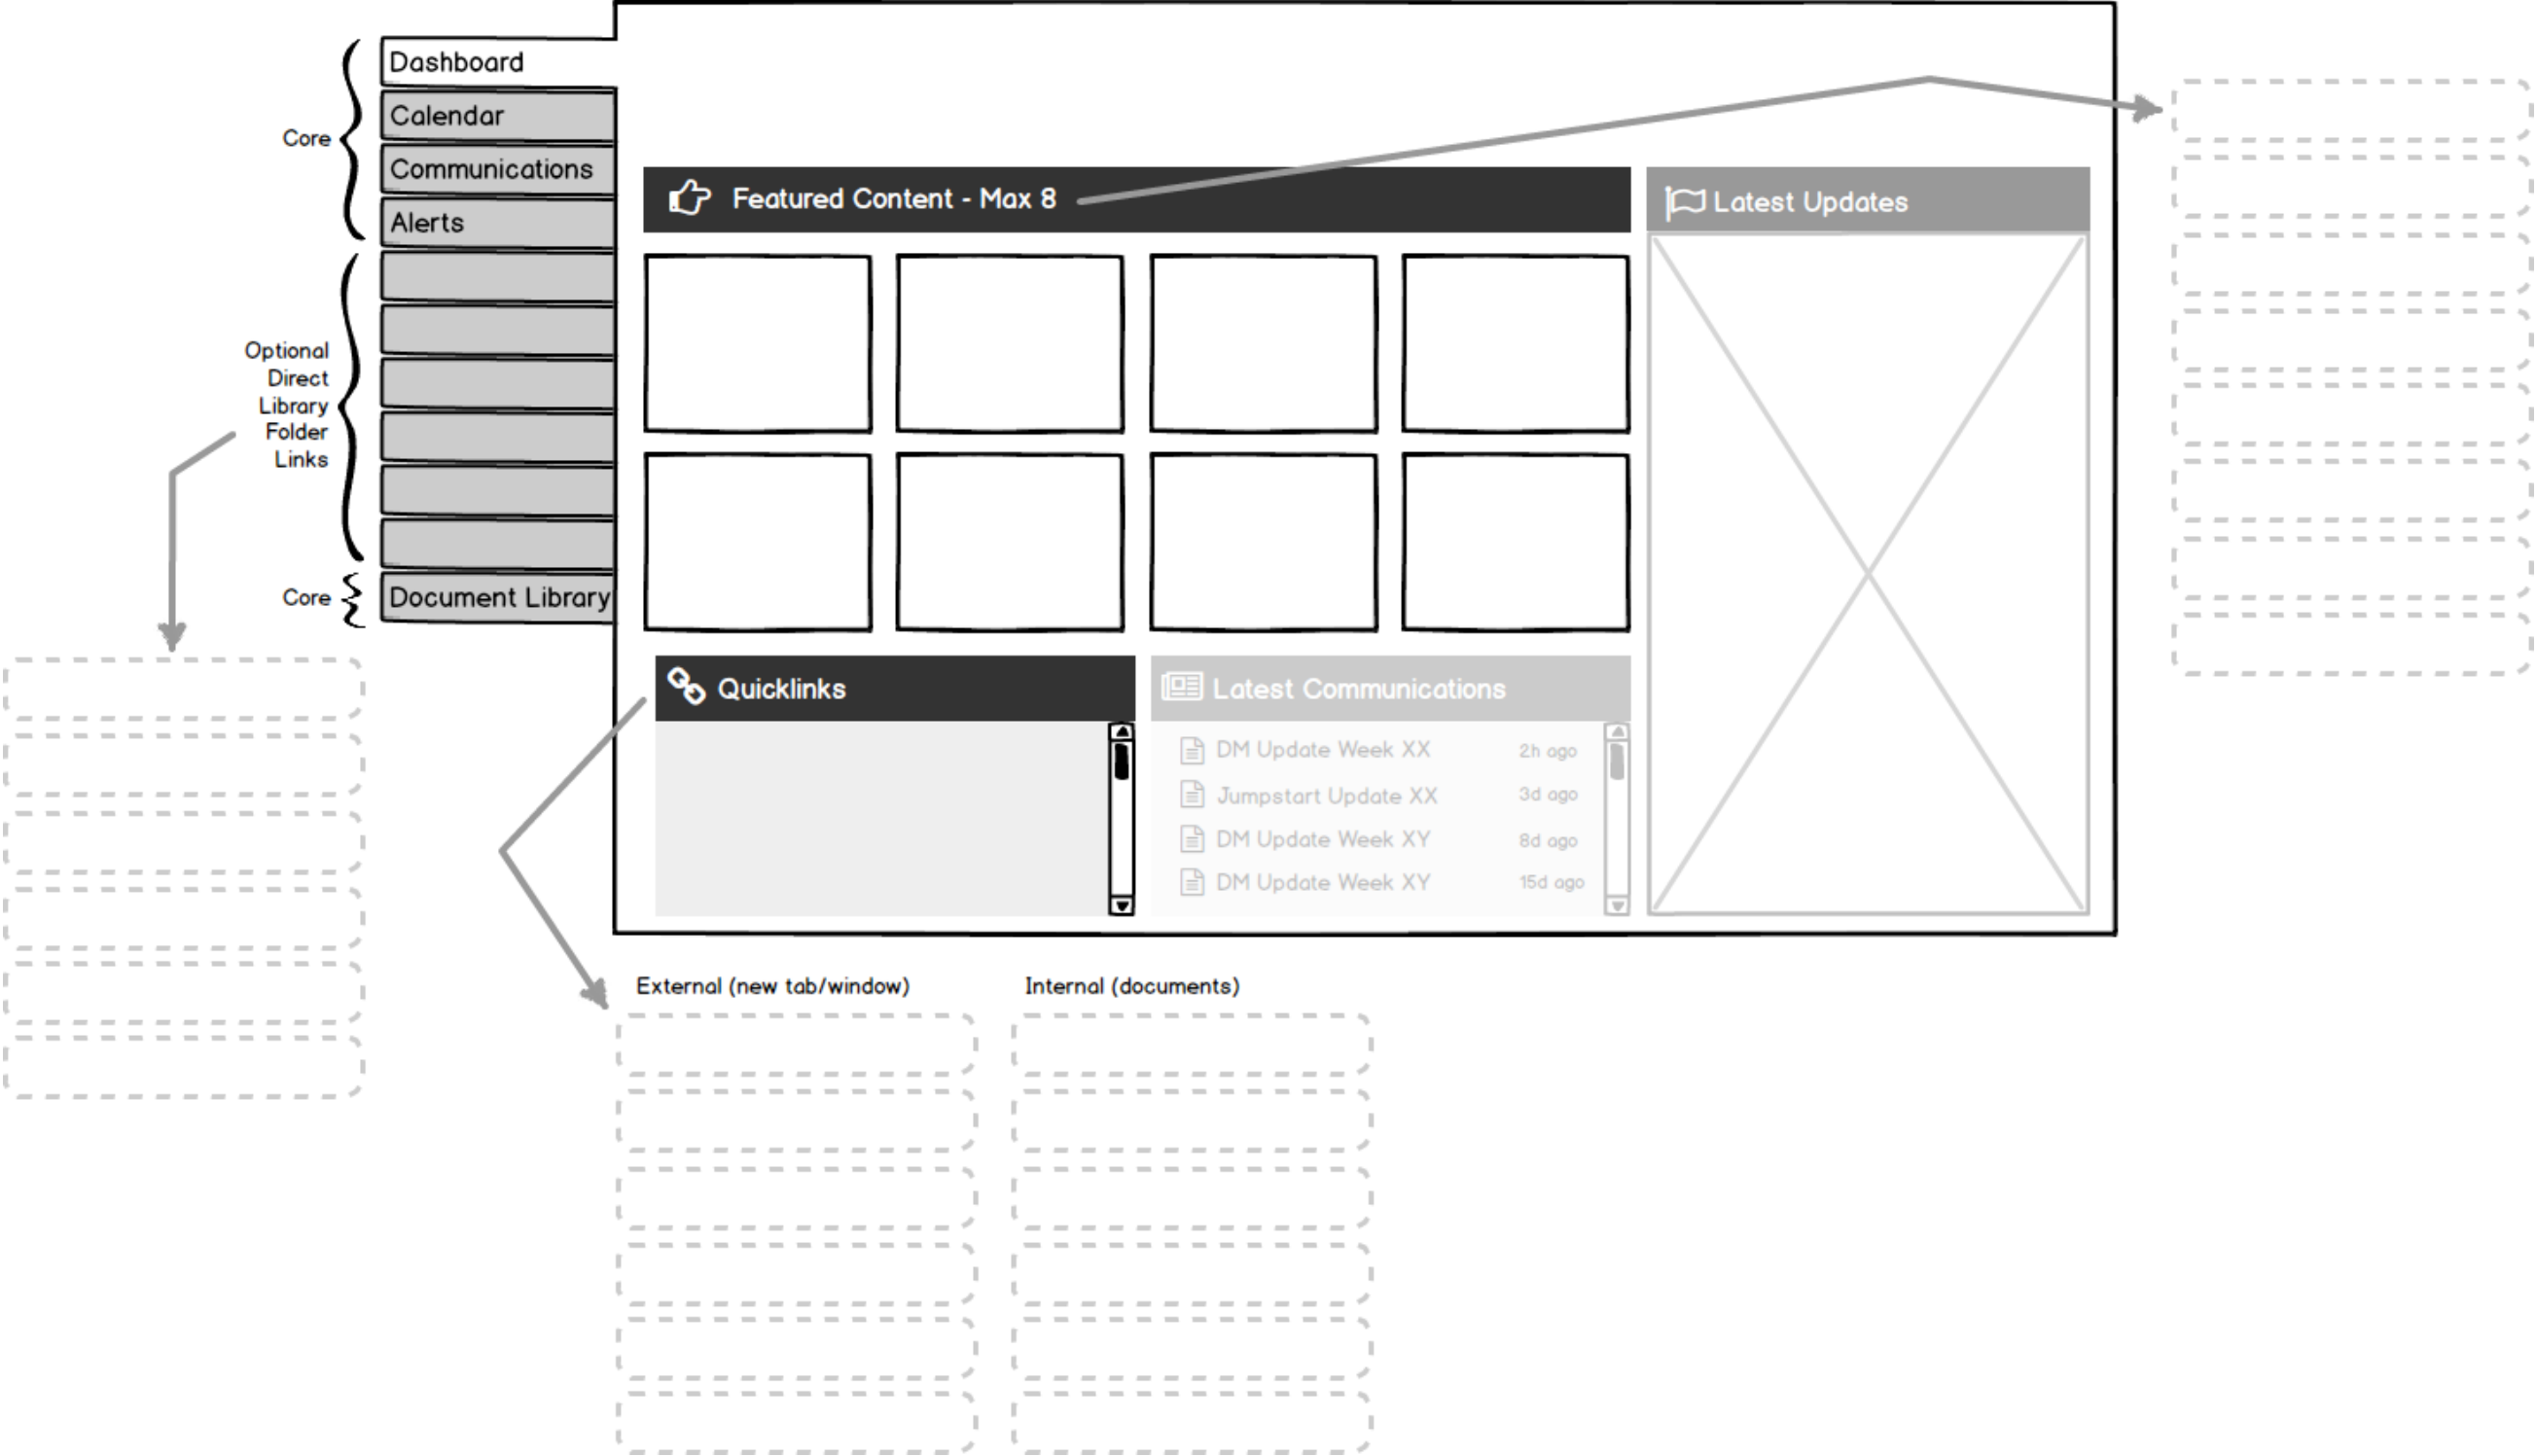 Dashboard
Calendar
Core
Communications
Alerts
Optional
Direct
Library
Folder
Links
Core
Document Library
Featured Content - Max 8
Latest Updates
Quicklinks
Latest Communications
DM Update Week XX 2h ago
Jumpstart Update XX 3d ago
DM Update Week XY 8d ago
DM Update Week XY 15d ago
External (new tab/window)
Internal (documents)